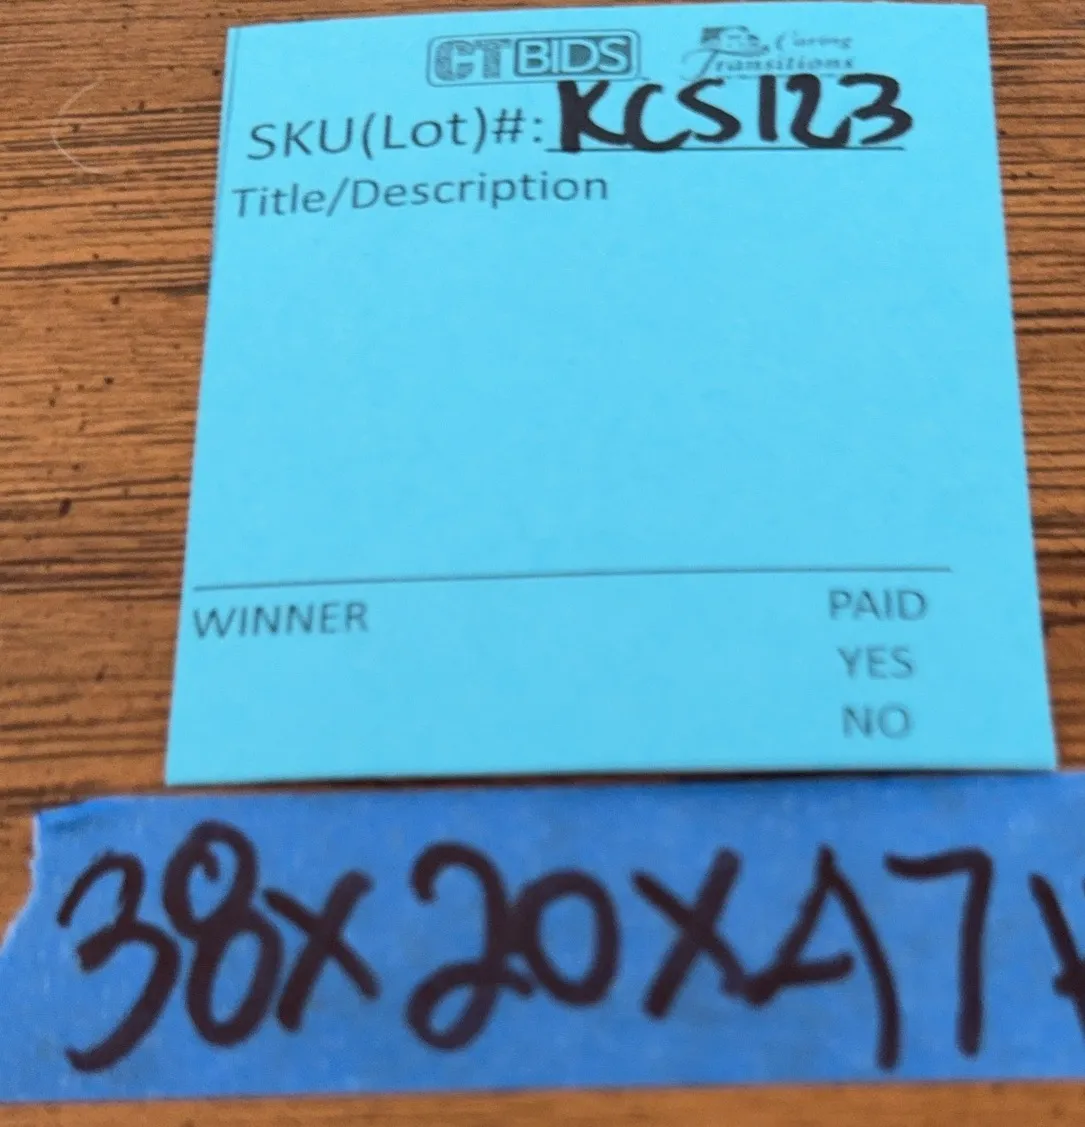 CTBIDS Caring Transitions
SKU(Lot)#: KCS123
Title/Description
WINNER PAID
YES
NO
38X20X47